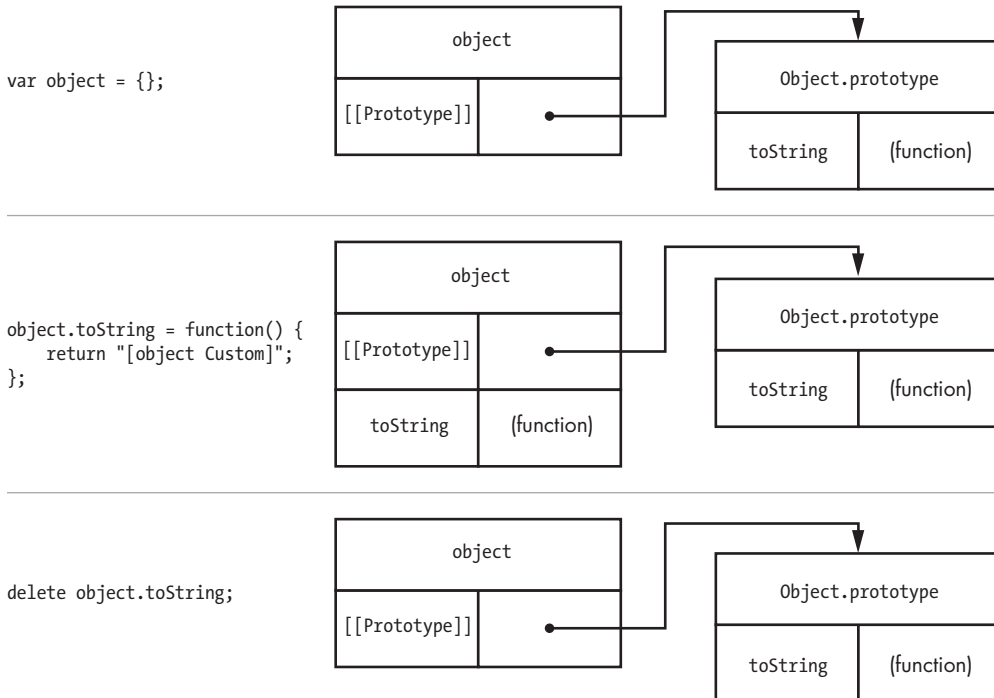 var object = {};
object
[[Prototype]]
Object.prototype
toString (function)
object.toString = function() {
    return "[object Custom]";
};
object
[[Prototype]]
toString (function)
Object.prototype
toString (function)
delete object.toString;
object
[[Prototype]]
Object.prototype
toString (function)